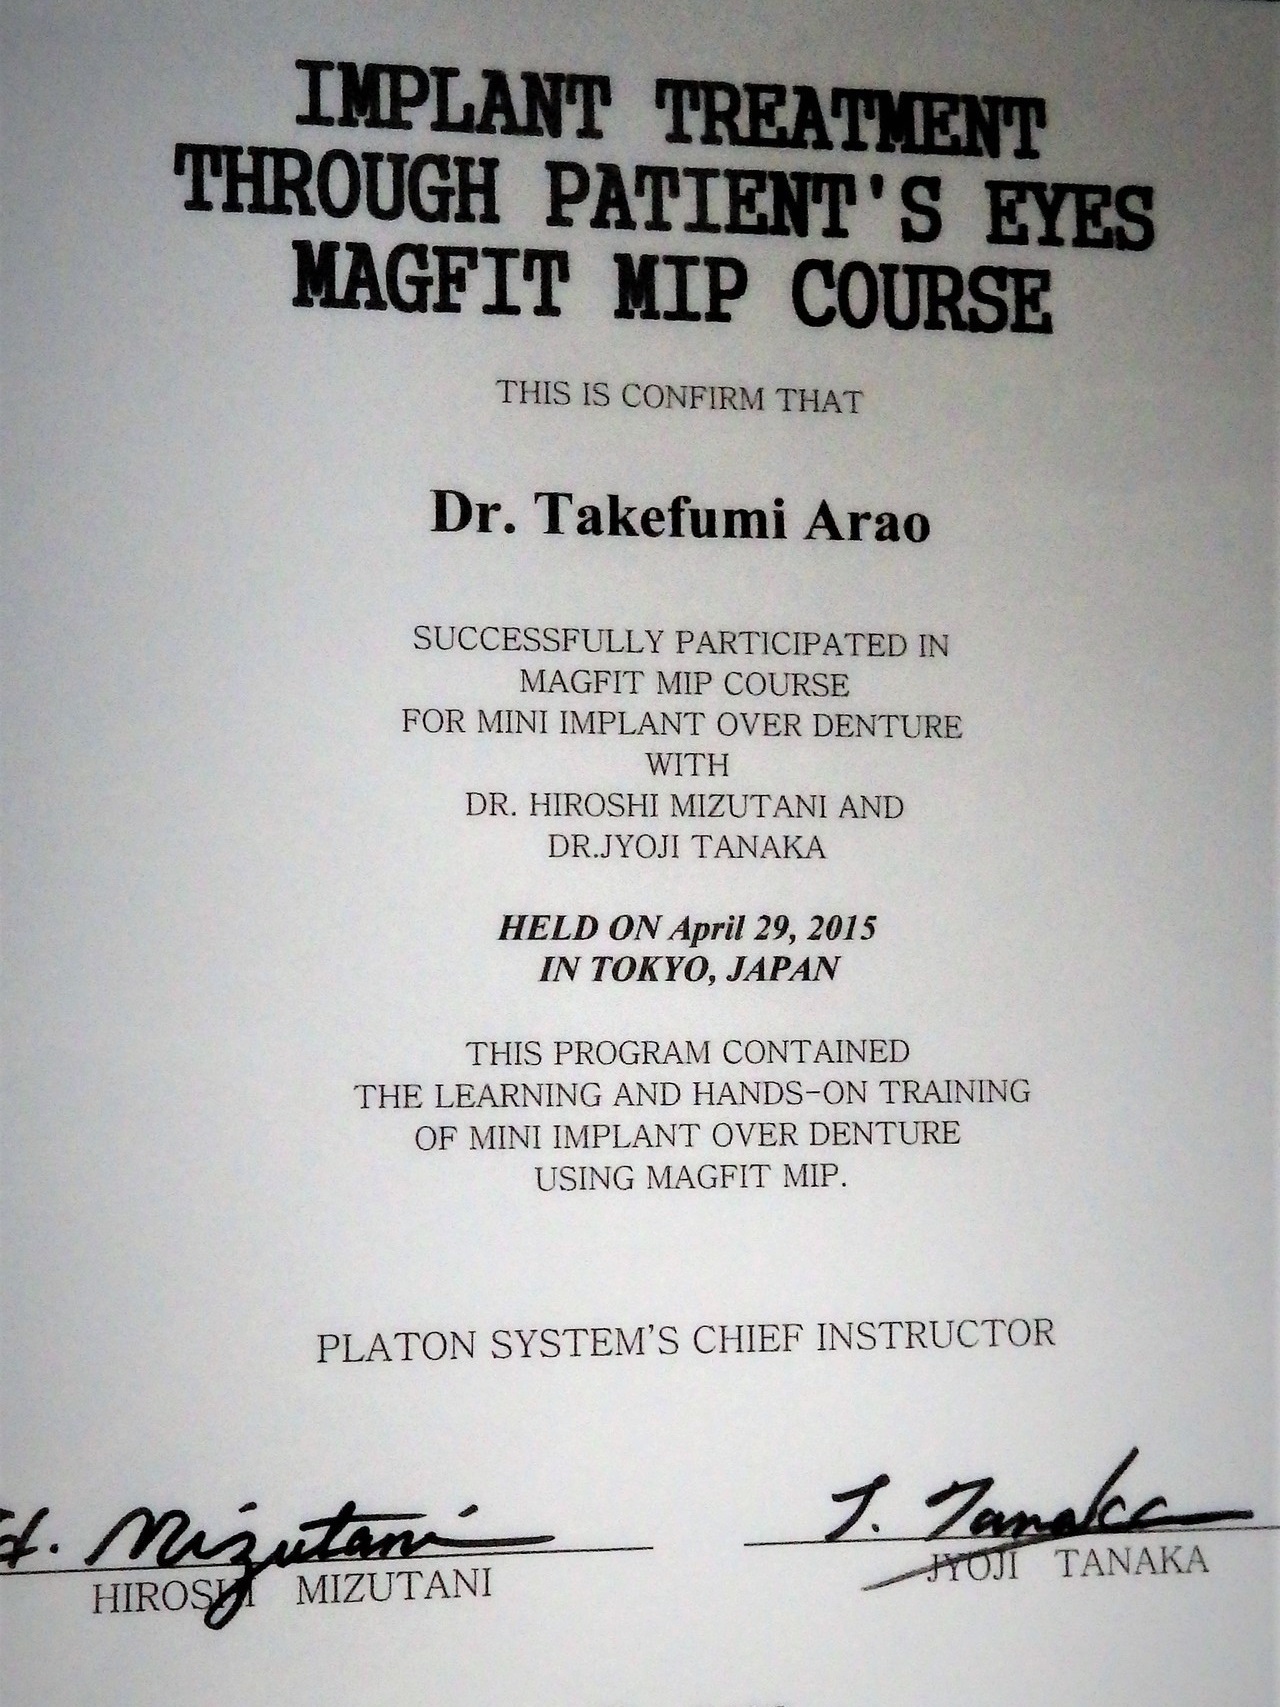 IMPLANT TREATMENT
THROUGH PATIENT'S EYES
MAGFIT MIP COURSE
THIS IS CONFIRM THAT
Dr. Takefumi Arao
SUCCESSFULLY PARTICIPATED IN
MAGFIT MIP COURSE
FOR MINI IMPLANT OVER DENTURE
WITH
DR. HIROSHI MIZUTANI AND
DR.JYOJI TANAKA
HELD ON April 29, 2015
IN TOKYO, JAPAN
THIS PROGRAM CONTAINED
THE LEARNING AND HANDS-ON TRAINING
OF MINI IMPLANT OVER DENTURE
USING MAGFIT MIP.
PLATON SYSTEM'S CHIEF INSTRUCTOR
H. Mizutani J. Tanaka
HIROSHI MIZUTANI JYOJI TANAKA